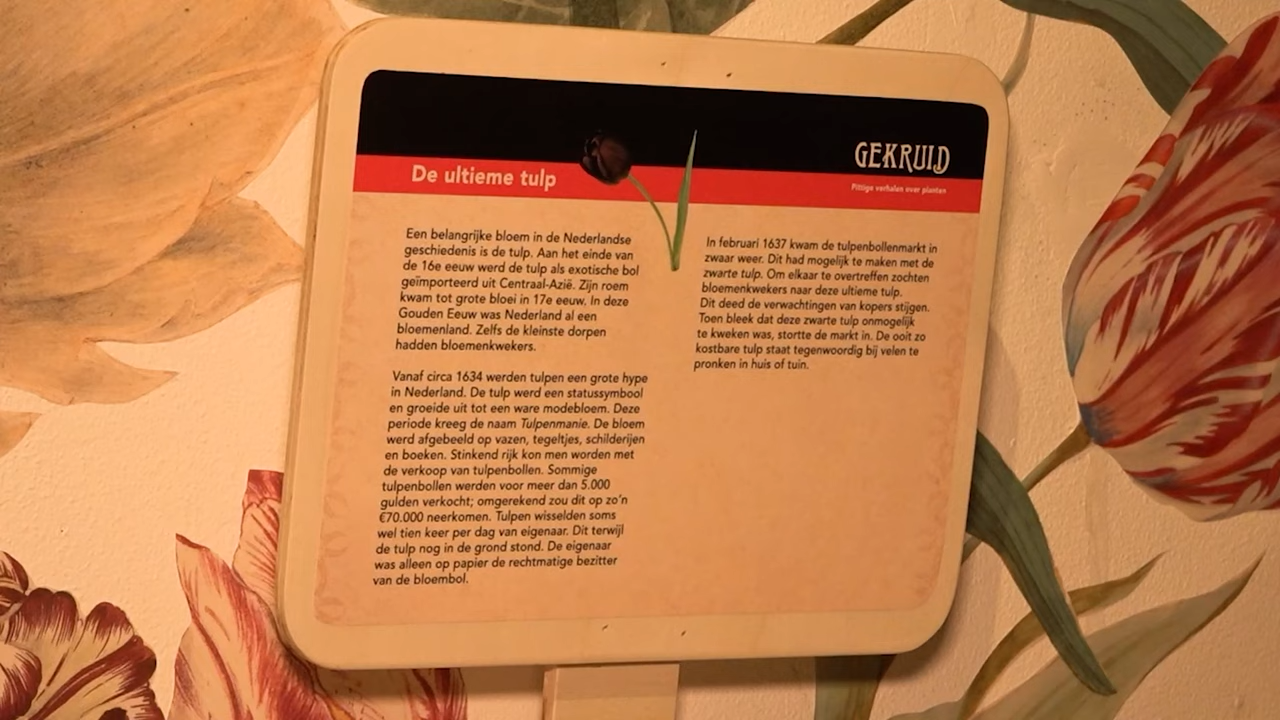 GEKRUID
Pittige verhalen over planten
De ultieme tulp
Een belangrijke bloem in de Nederlandse
geschiedenis is de tulp. Aan het einde van
de 16e eeuw werd de tulp als exotische bol
geïmporteerd uit Centraal-Azië. Zijn roem
kwam tot grote bloei in 17e eeuw. In deze
Gouden Eeuw was Nederland al een
bloemenland. Zelfs de kleinste dorpen
hadden bloemenkwekers.
Vanaf circa 1634 werden tulpen een grote hype
in Nederland. De tulp werd een statussymbool
en groeide uit tot een ware modebloem. Deze
periode kreeg de naam Tulpenmanie. De bloem
werd afgebeeld op vazen, tegeltjes, schilderijen
en boeken. Stinkend rijk kon men worden met
de verkoop van tulpenbollen. Sommige
tulpenbollen werden voor meer dan 5.000
gulden verkocht; omgerekend zou dit op zo'n
€70.000 neerkomen. Tulpen wisselden soms
wel tien keer per dag van eigenaar. Dit terwijl
de tulp nog in de grond stond. De eigenaar
was alleen op papier de rechtmatige bezitter
van de bloembol.
In februari 1637 kwam de tulpenbollenmarkt in
zwaar weer. Dit had mogelijk te maken met de
zwarte tulp. Om elkaar te overtreffen zochten
bloemenkwekers naar deze ultieme tulp.
Dit deed de verwachtingen van kopers stijgen.
Toen bleek dat deze zwarte tulp onmogelijk
te kweken was, stortte de markt in. De ooit zo
kostbare tulp staat tegenwoordig bij velen te
pronken in huis of tuin.